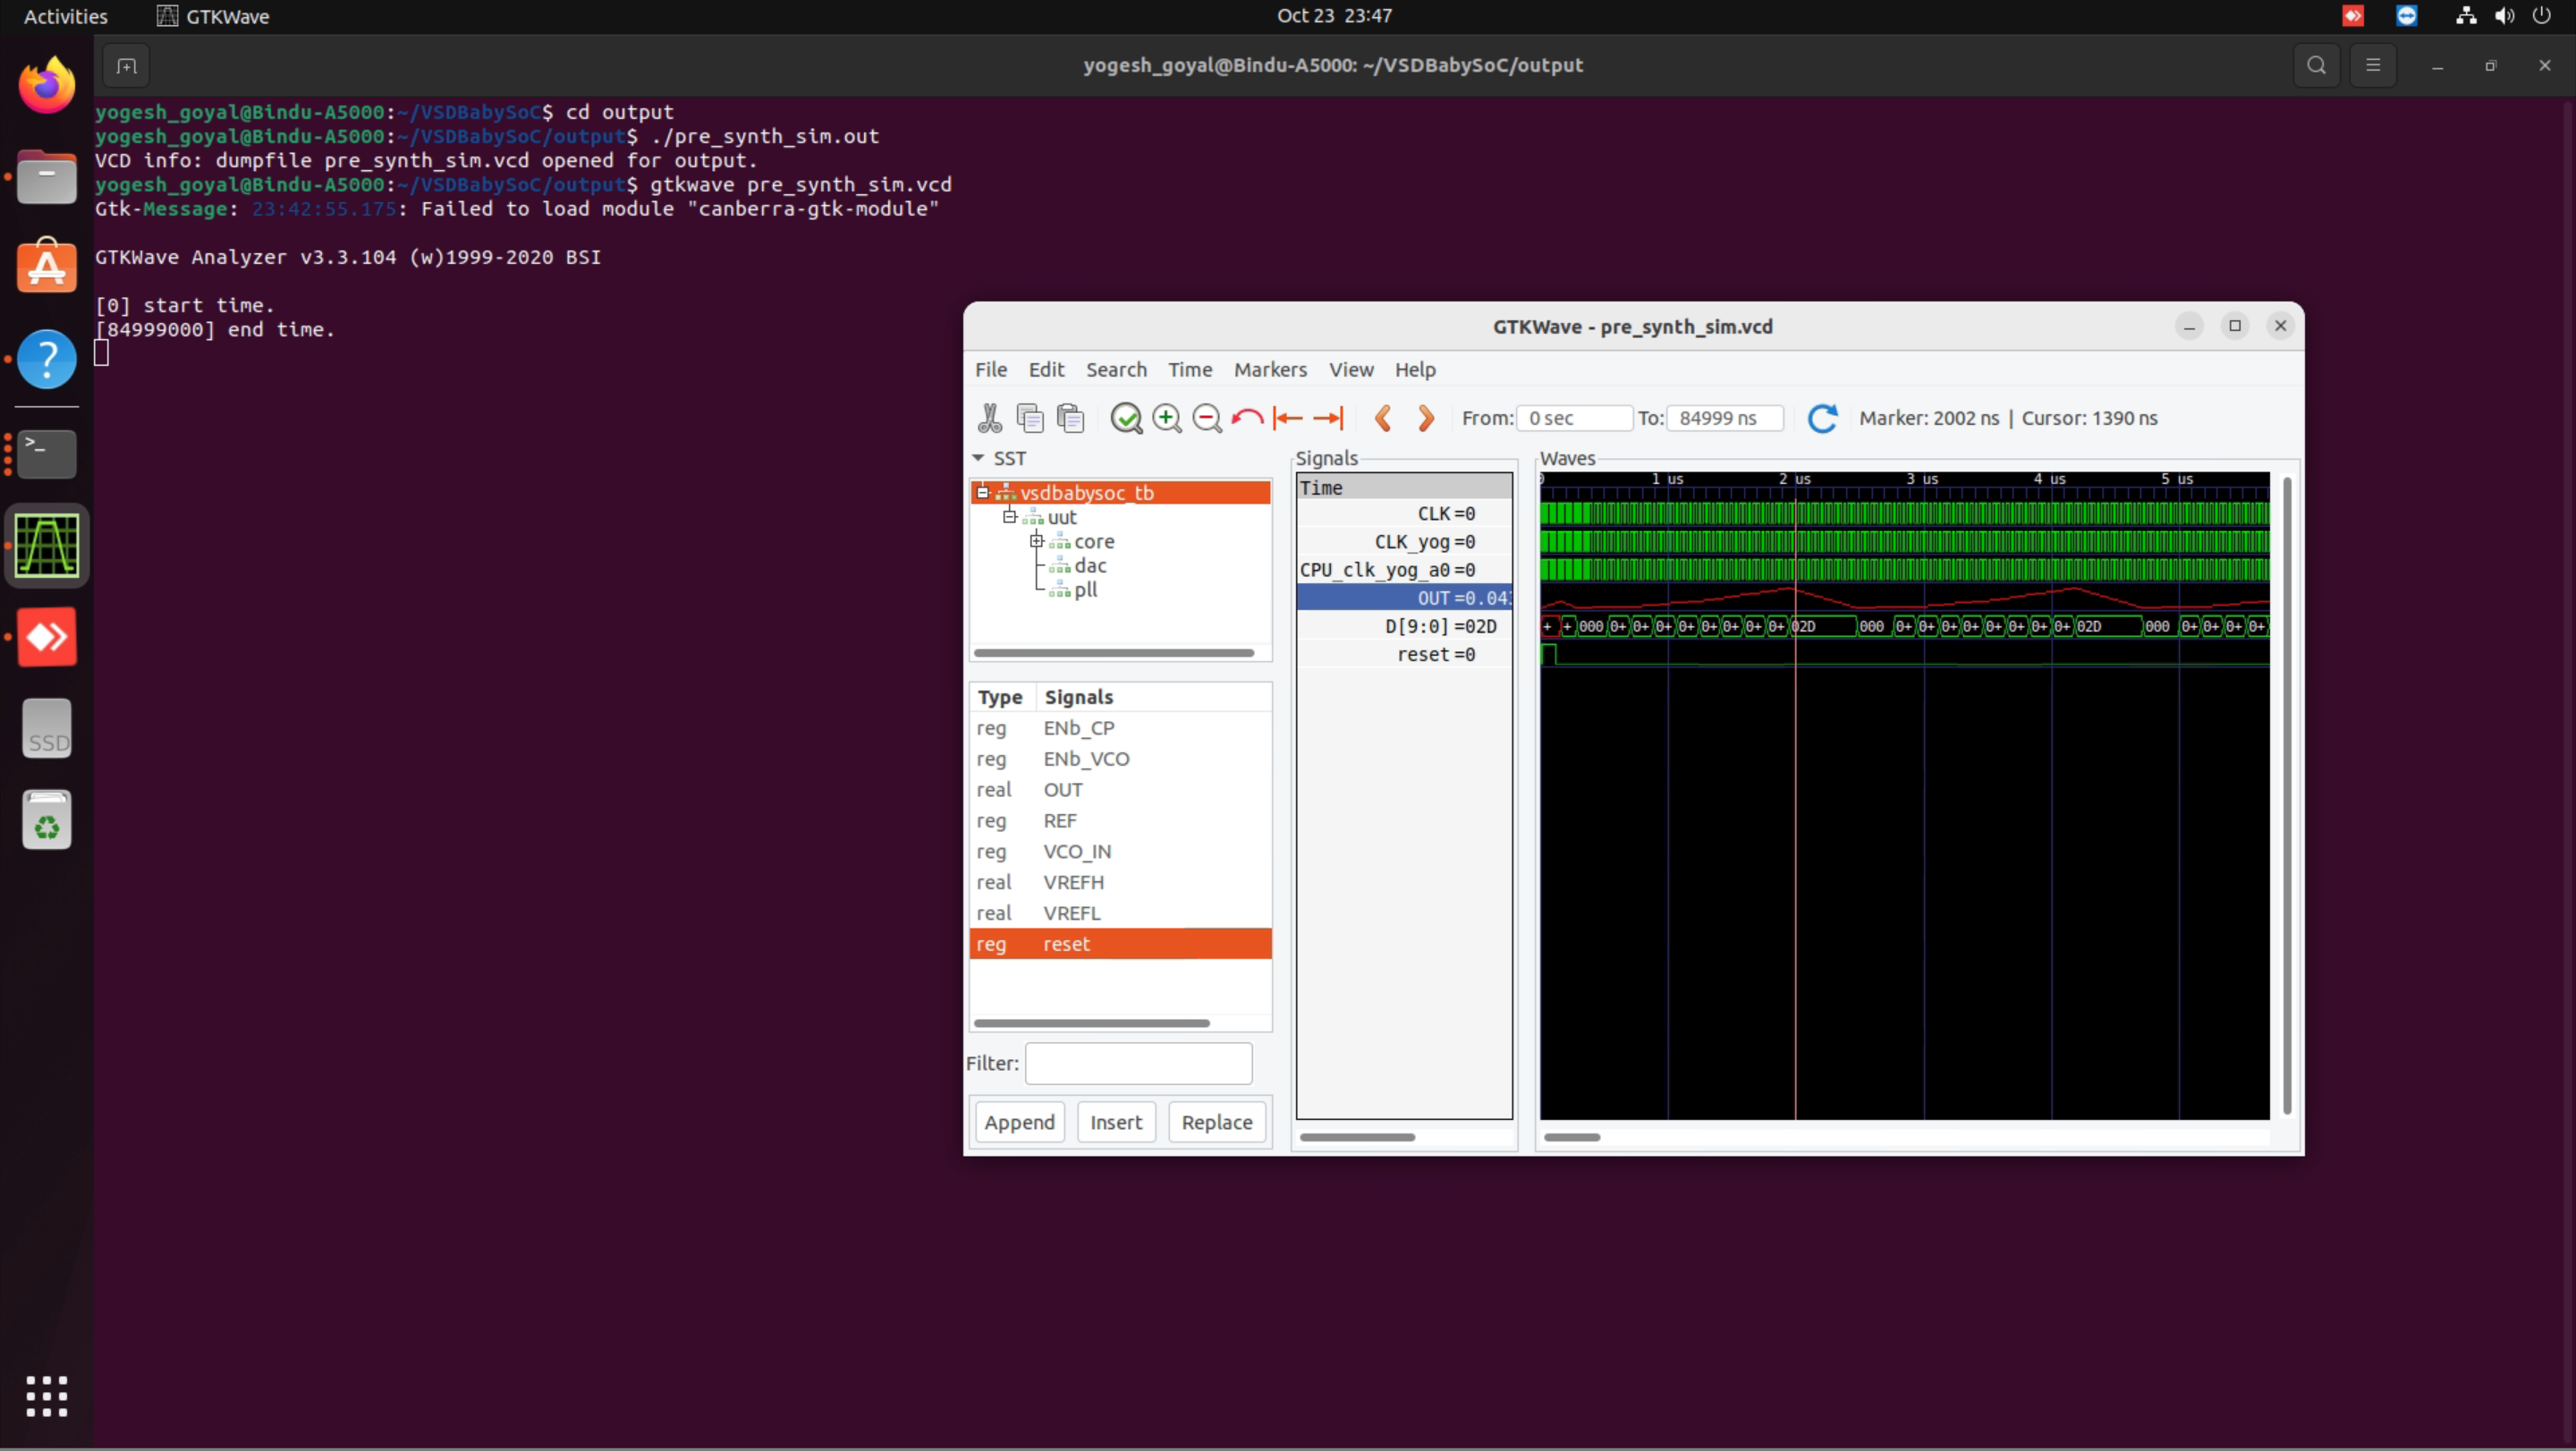 Activities GTKWave Oct 23 23:47
yogesh_goyal@Bindu-A5000: ~/VSDBabySoC/output
yogesh_goyal@Bindu-A5000:~/VSDBabySoC$ cd output
yogesh_goyal@Bindu-A5000:~/VSDBabySoC/output$ ./pre_synth_sim.out
VCD info: dumpfile pre_synth_sim.vcd opened for output.
yogesh_goyal@Bindu-A5000:~/VSDBabySoC/output$ gtkwave pre_synth_sim.vcd
Gtk-Message: 23:42:55.175: Failed to load module "canberra-gtk-module"
GTKWave Analyzer v3.3.104 (w)1999-2020 BSI
[0] start time.
[84999000] end time.
SSD
GTKWave - pre_synth_sim.vcd
File Edit Search Time Markers View Help
From: 0 sec To: 84999 ns Marker: 2002 ns | Cursor: 1390 ns
SST
vsdbabysoc_tb
uut
core
dac
pll
Type Signals
reg ENb_CP
reg ENb_VCO
real OUT
reg REF
reg VCO_IN
real VREFH
real VREFL
reg reset
Filter:
Append Insert Replace
Signals
Time
CLK=0
CLK_yog=0
CPU_clk_yog_a0=0
OUT=0.04
D[9:0]=02D
reset=0
Waves
0 1 us 2 us 3 us 4 us 5 us
+ + 000 0+ 0+ 0+ 0+ 0+ 0+ 0+ 0+ 02D 000 0+ 0+ 0+ 0+ 0+ 0+ 0+ 0+ 02D 000 0+ 0+ 0+ 0+